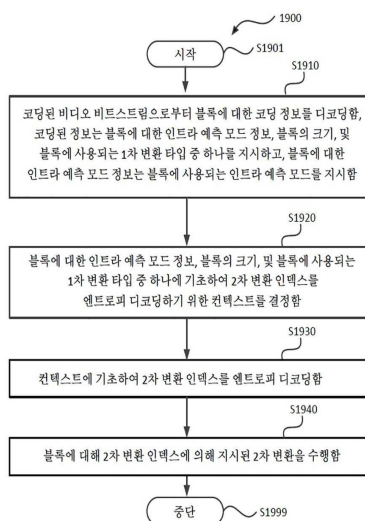 1900
시작
S1901
S1910
코딩된 비디오 비트스트림으로부터 블록에 대한 코딩 정보를 디코딩함,
코딩된 정보는 블록에 대한 인트라 예측 모드 정보, 블록의 크기, 및
블록에 사용되는 1차 변환 타입 중 하나를 지시하고, 블록에 대한
인트라 예측 모드 정보는 블록에 사용되는 인트라 예측 모드를 지시함
S1920
블록에 대한 인트라 예측 모드 정보, 블록의 크기, 및 블록에 사용되는
1차 변환 타입 중 하나에 기초하여 2차 변환 인덱스를
엔트로피 디코딩하기 위한 컨텍스트를 결정함
S1930
컨텍스트에 기초하여 2차 변환 인덱스를 엔트로피 디코딩함
S1940
블록에 대해 2차 변환 인덱스에 의해 지시된 2차 변환을 수행함
중단
S1999